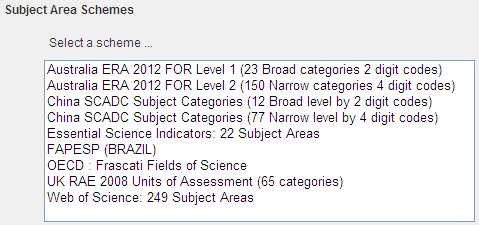 Subject Area Schemes
Select a scheme ...
Australia ERA 2012 FOR Level 1 (23 Broad categories 2 digit codes)
Australia ERA 2012 FOR Level 2 (150 Narrow categories 4 digit codes)
China SCADC Subject Categories (12 Broad level by 2 digit codes)
China SCADC Subject Categories (77 Narrow level by 4 digit codes)
Essential Science Indicators: 22 Subject Areas
FAPESP (BRAZIL)
OECD : Frascati Fields of Science
UK RAE 2008 Units of Assessment (65 categories)
Web of Science: 249 Subject Areas